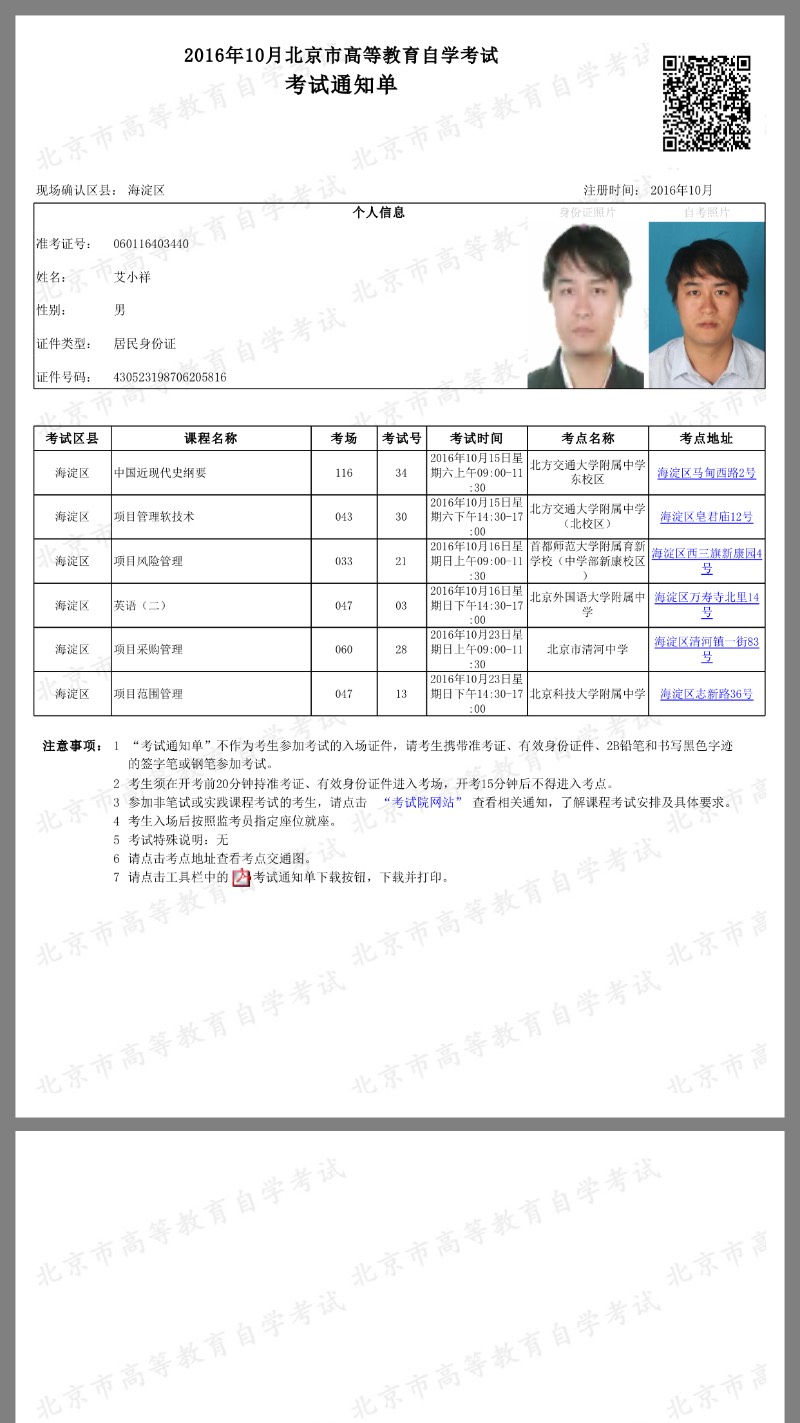 2016年10月北京市高等教育自学考试
考试通知单
现场确认区县： 海淀区 注册时间： 2016年10月
个人信息 身份证照片 自考照片
准考证号： 060116403440
姓名： 艾小祥
性别： 男
证件类型： 居民身份证
证件号码： 430523198706205816
考试区县 课程名称 考场 考试号 考试时间 考点名称 考点地址
海淀区 中国近现代史纲要 116 34 2016年10月15日星期六上午09:00-11:30 北方交通大学附属中学东校区 海淀区马甸西路2号
海淀区 项目管理软技术 043 30 2016年10月15日星期六下午14:30-17:00 北方交通大学附属中学（北校区） 海淀区皂君庙12号
海淀区 项目风险管理 033 21 2016年10月16日星期日上午09:00-11:30 首都师范大学附属育新学校（中学部新康校区） 海淀区西三旗新康园4号
海淀区 英语（二） 047 03 2016年10月16日星期日下午14:30-17:00 北京外国语大学附属中学 海淀区万寿寺北里14号
海淀区 项目采购管理 060 28 2016年10月23日星期日上午09:00-11:30 北京市清河中学 海淀区清河镇一街83号
海淀区 项目范围管理 047 13 2016年10月23日星期日下午14:30-17:00 北京科技大学附属中学 海淀区志新路36号
注意事项： 1 “考试通知单”不作为考生参加考试的入场证件，请考生携带准考证、有效身份证件、2B铅笔和书写黑色字迹
的签字笔或钢笔参加考试。
2 考生须在开考前20分钟持准考证、有效身份证件进入考场，开考15分钟后不得进入考点。
3 参加非笔试或实践课程考试的考生，请点击 “考试院网站” 查看相关通知，了解课程考试安排及具体要求。
4 考生入场后按照监考员指定座位就座。
5 考试特殊说明：无
6 请点击考点地址查看考点交通图。
7 请点击工具栏中的 考试通知单下载按钮，下载并打印。
北京市高等教育自学考试